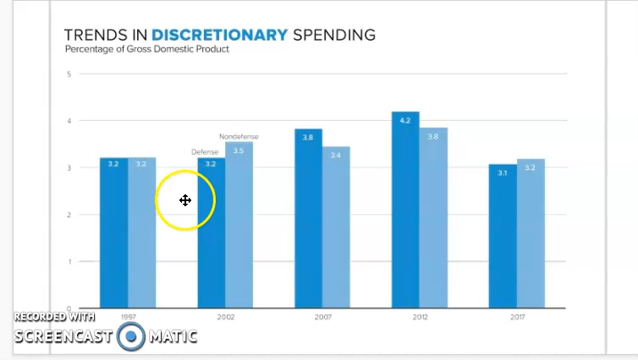 TRENDS IN DISCRETIONARY SPENDING
Percentage of Gross Domestic Product
5
4
3
2
1
0
Defense
Nondefense
3.2 3.2
3.2 3.5
3.8 3.4
4.2 3.8
3.1 3.2
1997 2002 2007 2012 2017
RECORDED WITH
SCREENCAST MATIC